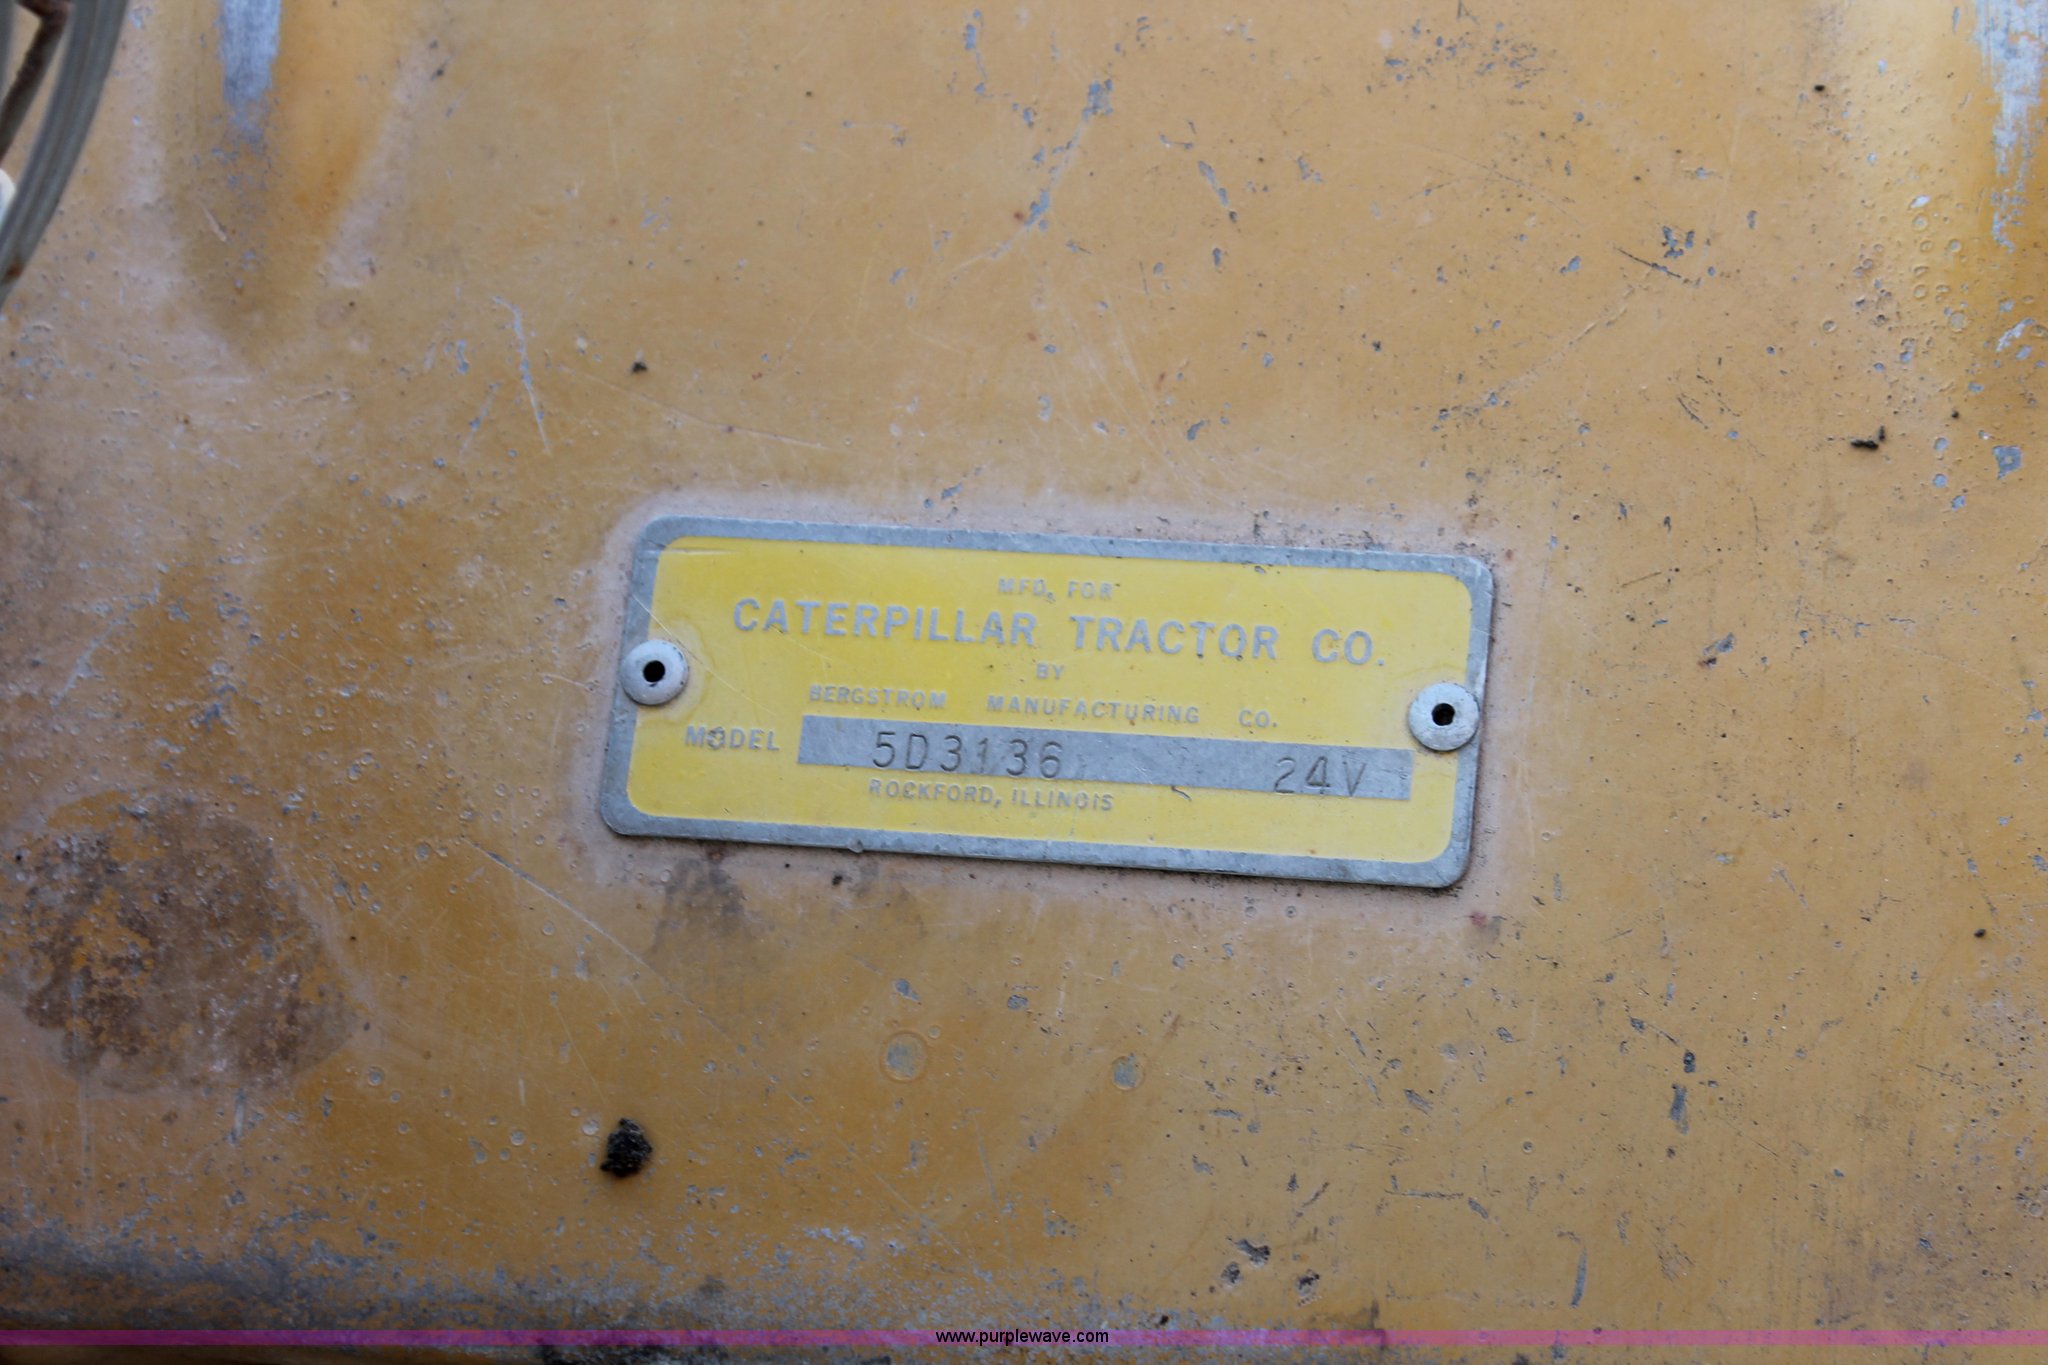 MFD. FOR
CATERPILLAR TRACTOR CO.
BY
BERGSTROM MANUFACTURING CO.
MODEL 5D3136 24V
ROCKFORD, ILLINOIS
www.purplewave.com